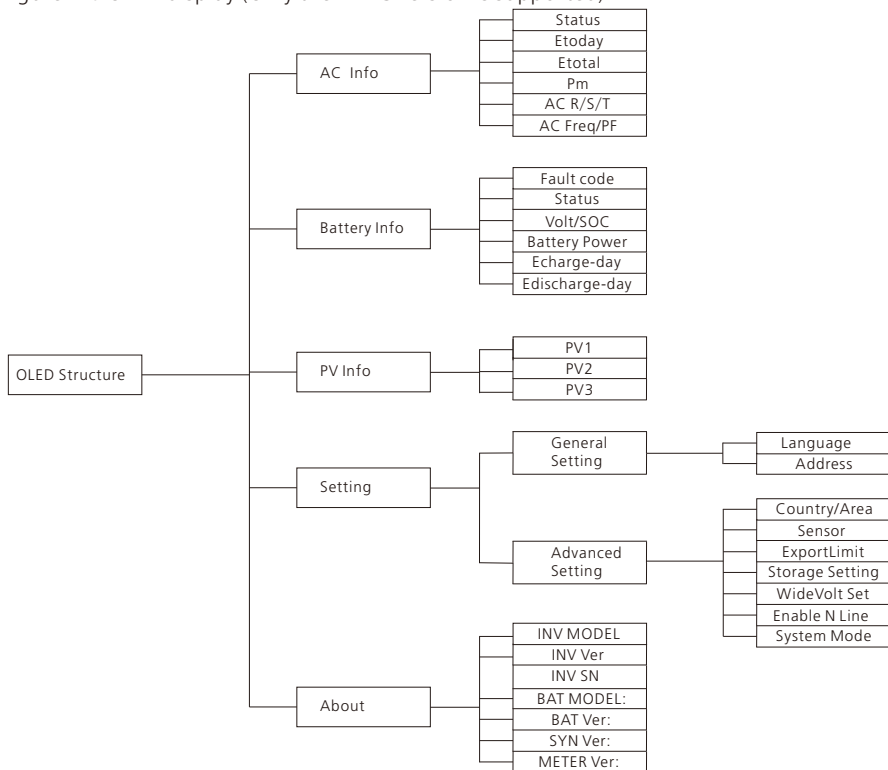 OLED Structure
AC Info
Status
Etoday
Etotal
Pm
AC R/S/T
AC Freq/PF
Battery Info
Fault code
Status
Volt/SOC
Battery Power
Echarge-day
Edischarge-day
PV Info
PV1
PV2
PV3
Setting
General
Setting
Language
Address
Advanced
Setting
Country/Area
Sensor
ExportLimit
Storage Setting
WideVolt Set
Enable N Line
System Mode
About
INV MODEL
INV Ver
INV SN
BAT MODEL:
BAT Ver:
SYN Ver:
METER Ver: